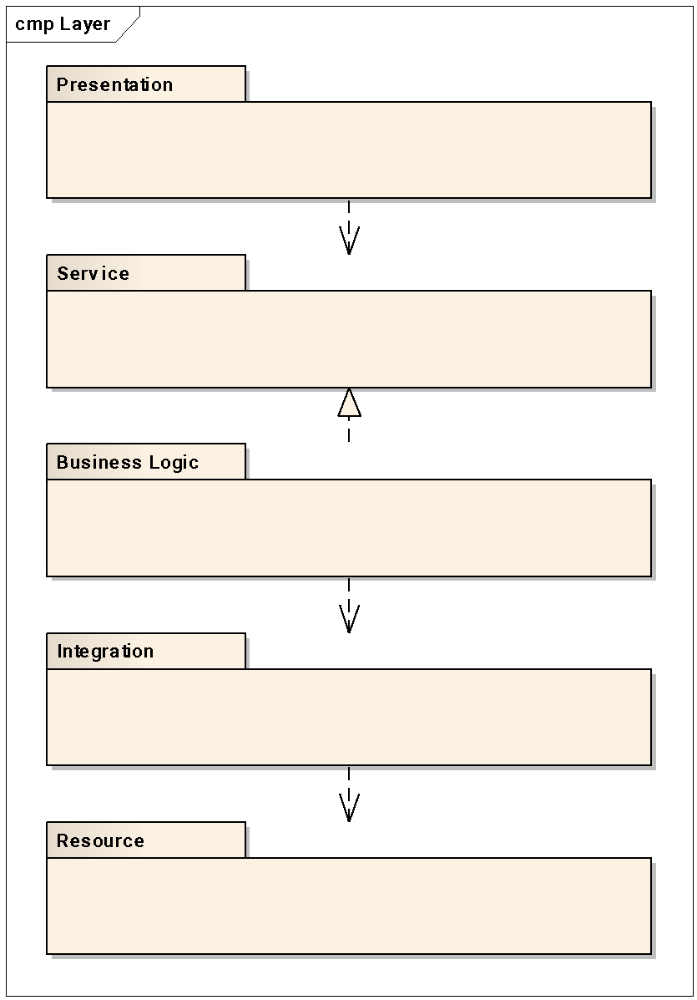 cmp Layer
Presentation
Service
Business Logic
Integration
Resource